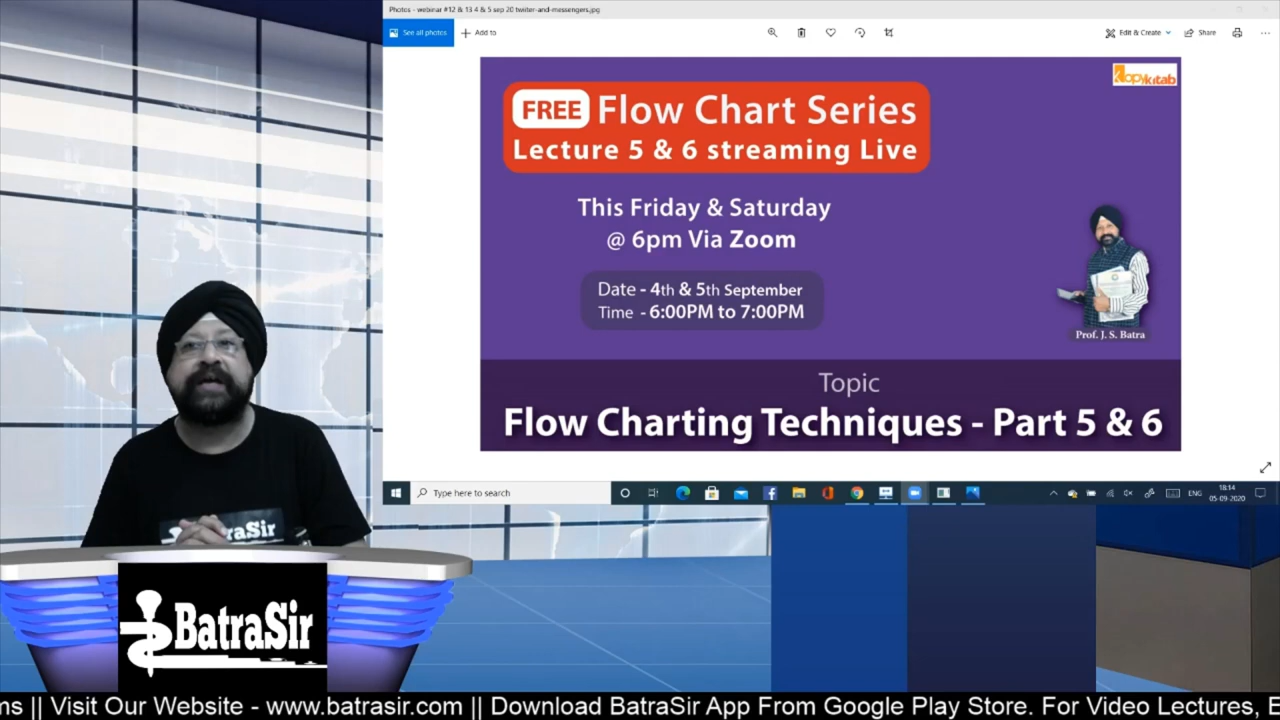 Photos - webinar #12 & 13 4 & 5 sep 20 twiiter-and-messengers.jpg
See all photos
Add to
Edit & Create
Share
kopykitab
FREE Flow Chart Series
Lecture 5 & 6 streaming Live
This Friday & Saturday
@ 6pm Via Zoom
Date - 4th & 5th September
Time - 6:00PM to 7:00PM
Prof. J. S. Batra
Topic
Flow Charting Techniques - Part 5 & 6
Type here to search
ENG
18:14
05-09-2020
BatraSir
ms || Visit Our Website - www.batrasir.com || Download BatraSir App From Google Play Store. For Video Lectures, E